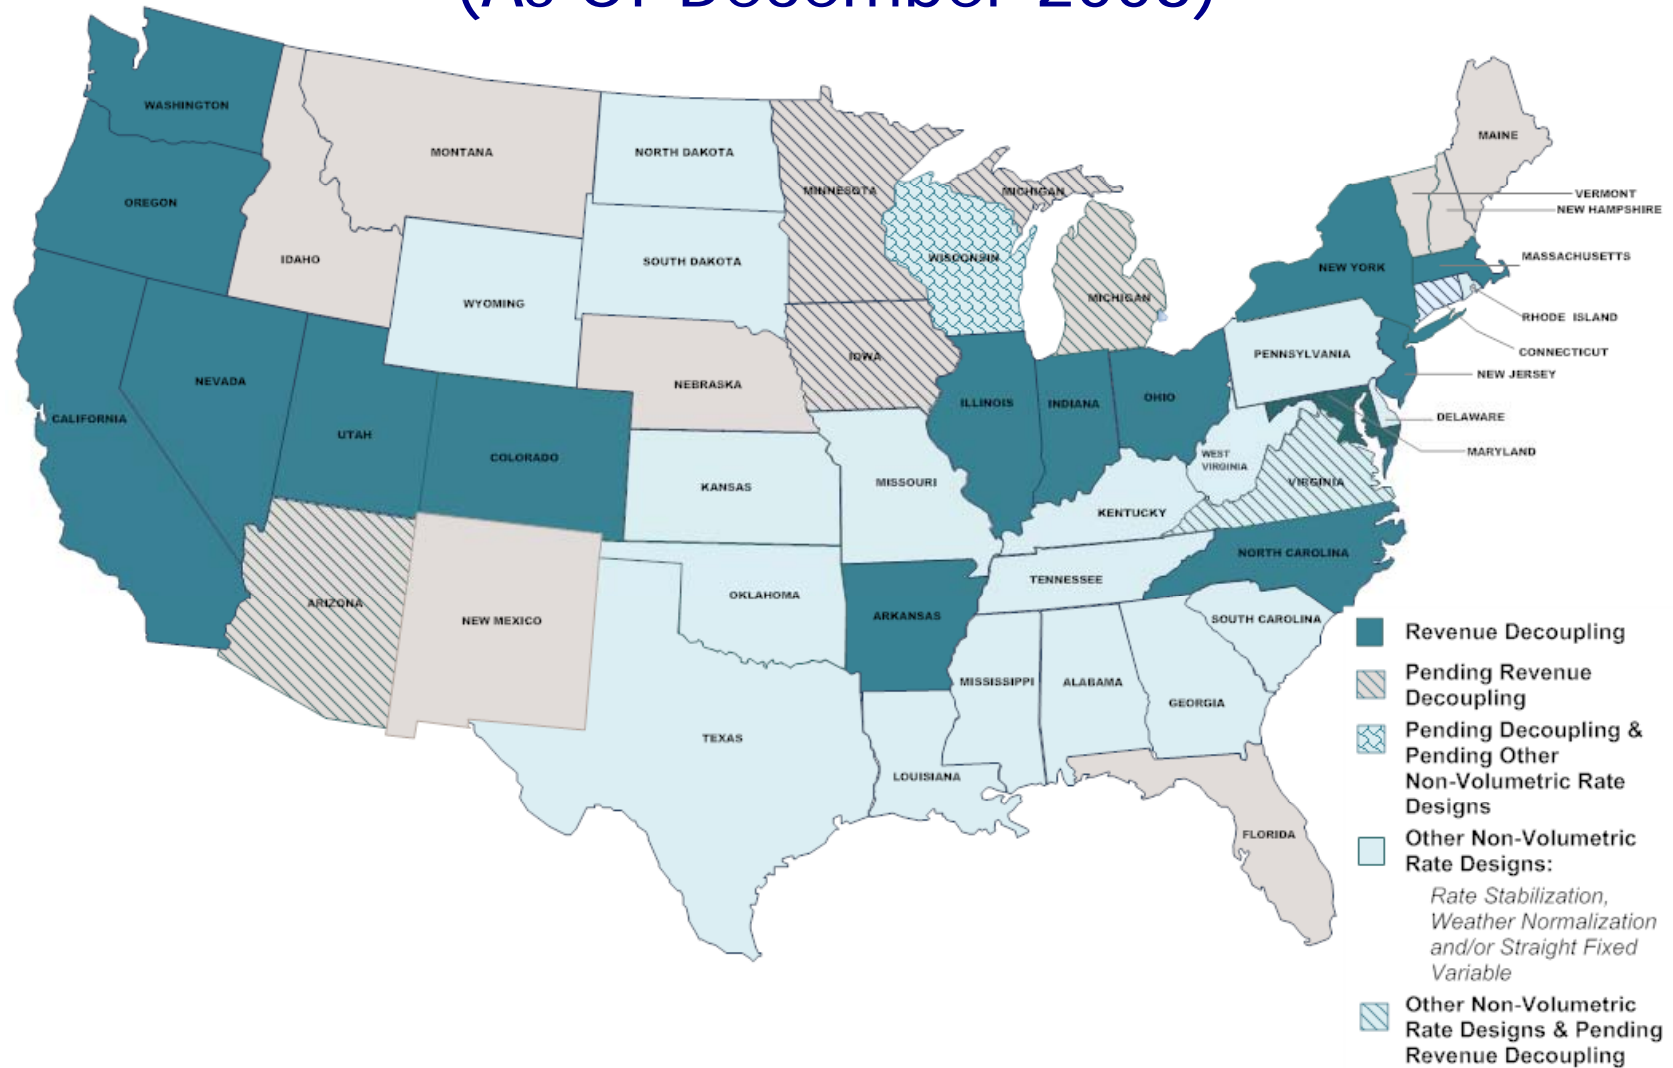 WASHINGTON
OREGON
CALIFORNIA
NEVADA
IDAHO
MONTANA
WYOMING
UTAH
COLORADO
ARIZONA
NEW MEXICO
NORTH DAKOTA
SOUTH DAKOTA
NEBRASKA
KANSAS
OKLAHOMA
TEXAS
MINNESOTA
IOWA
MISSOURI
ARKANSAS
LOUISIANA
WISCONSIN
MICHIGAN
MICHIGAN
ILLINOIS
INDIANA
OHIO
KENTUCKY
TENNESSEE
MISSISSIPPI
ALABAMA
GEORGIA
FLORIDA
SOUTH CAROLINA
NORTH CAROLINA
VIRGINIA
WEST
VIRGINIA
PENNSYLVANIA
NEW YORK
MAINE
VERMONT
NEW HAMPSHIRE
MASSACHUSETTS
RHODE ISLAND
CONNECTICUT
NEW JERSEY
DELAWARE
MARYLAND
Revenue Decoupling
Pending Revenue
Decoupling
Pending Decoupling &
Pending Other
Non-Volumetric Rate
Designs
Other Non-Volumetric
Rate Designs:
Rate Stabilization,
Weather Normalization
and/or Straight Fixed
Variable
Other Non-Volumetric
Rate Designs & Pending
Revenue Decoupling